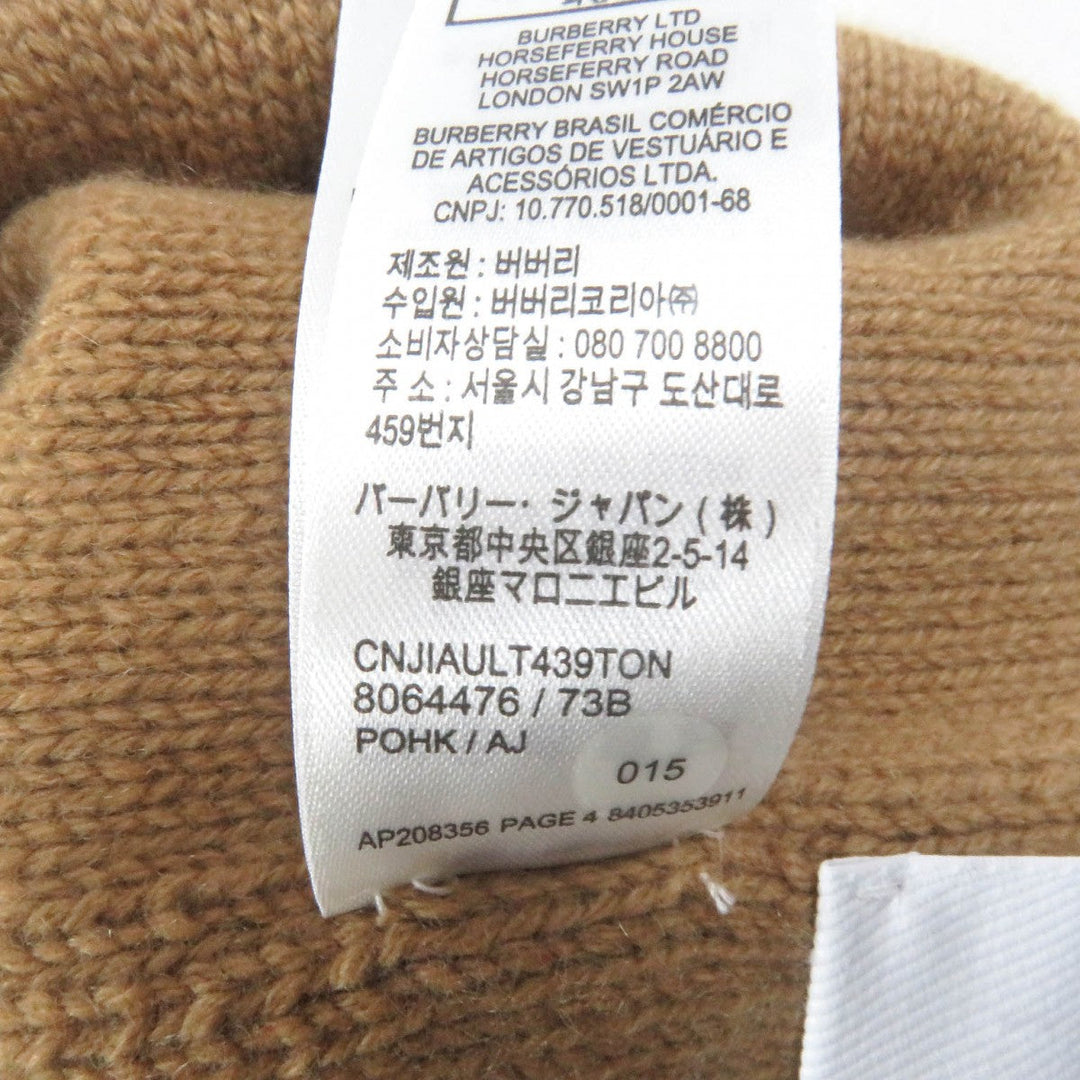 BURBERRY LTD
HORSEFERRY HOUSE
HORSEFERRY ROAD
LONDON SW1P 2AW
BURBERRY BRASIL COMÉRCIO
DE ARTIGOS DE VESTUÁRIO E
ACESSÓRIOS LTDA.
CNPJ: 10.770.518/0001-68
제조원 : 버버리
수입원 : 버버리코리아㈜
소비자상담실 : 080 700 8800
주 소 : 서울시 강남구 도산대로
459번지
バーバリー・ジャパン (株)
東京都中央区銀座2-5-14
銀座マロニエビル
CNJIAULT439TON
8064476 / 73B
POHK / AJ
015
AP208356 PAGE 4 8405353911